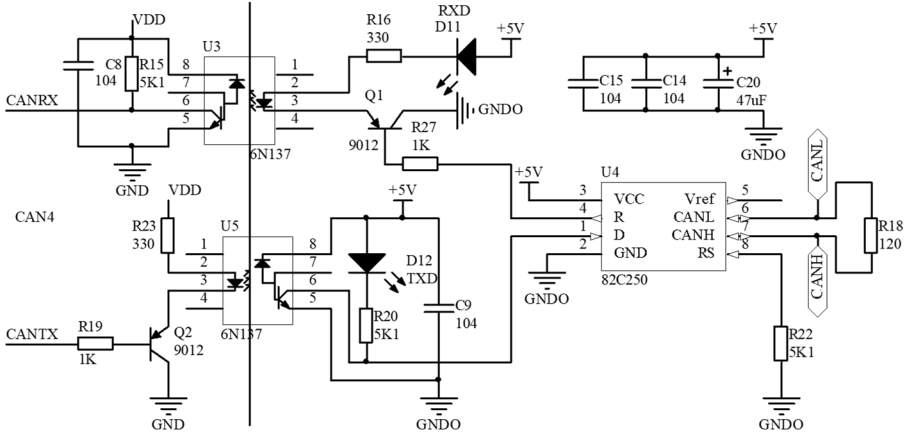 VDD
C8
104
R15
5K1
U3
8
7
6
5
1
2
3
4
6N137
CANRX
GND
R16
330
RXD
D11
+5V
Q1
9012
GNDO
R27
1K
+5V
C15
104
C14
104
+
C20
47uF
GNDO
CAN4
VDD
R23
330
U5
1
2
3
4
8
7
6
5
6N137
CANTX
R19
1K
Q2
9012
GND
+5V
D12
TXD
R20
5K1
C9
104
GNDO
+5V
GNDO
U4
3
4
1
2
VCC
R
D
GND
Vref
CANL
CANH
RS
5
6
7
8
82C250
CANL
CANH
R18
120
R22
5K1
GNDO